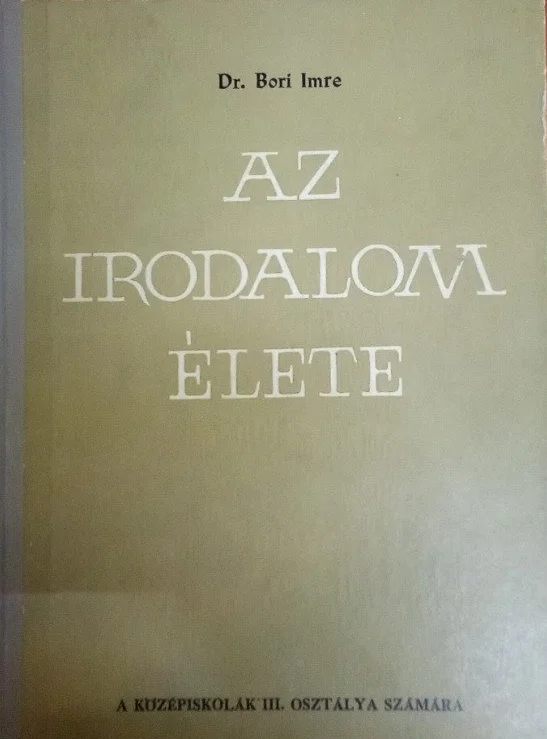 Dr. Bori Imre
AZ
IRODALOM
ÉLETE
A KÖZÉPISKOLÁK III. OSZTÁLYA SZÁMÁRA